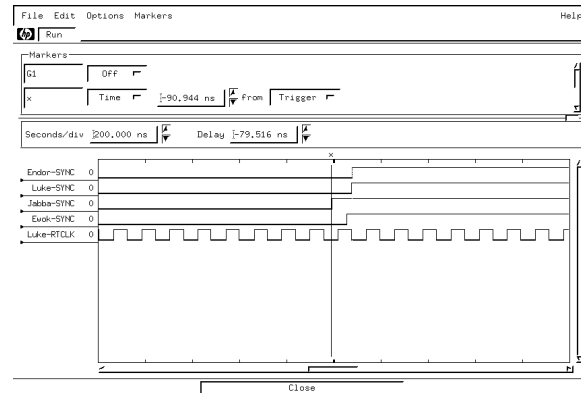 File Edit Options Markers Help
hp Run
Markers
G1 Off
x Time -90.944 ns From Trigger
Seconds/div 200.000 ns Delay -79.516 ns
x
Endor-SYNC 0
Luke-SYNC 0
Jabba-SYNC 0
Ewok-SYNC 0
Luke-RTCLK 0
Close